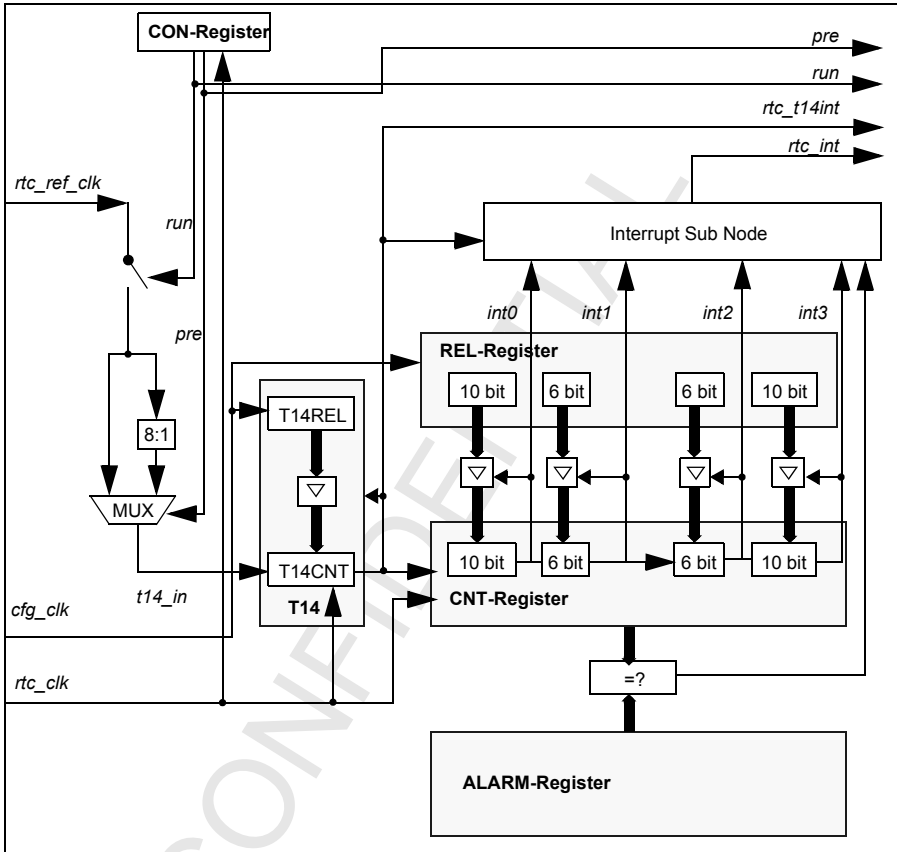 CON-Register
pre
run
rtc_t14int
rtc_int
rtc_ref_clk
run
Interrupt Sub Node
int0 int1 int2 int3
pre
REL-Register
10 bit 6 bit 6 bit 10 bit
T14REL
8:1
MUX
T14CNT
10 bit 6 bit 6 bit 10 bit
t14_in
T14
CNT-Register
cfg_clk
rtc_clk
=?
ALARM-Register
CONFIDENTIAL